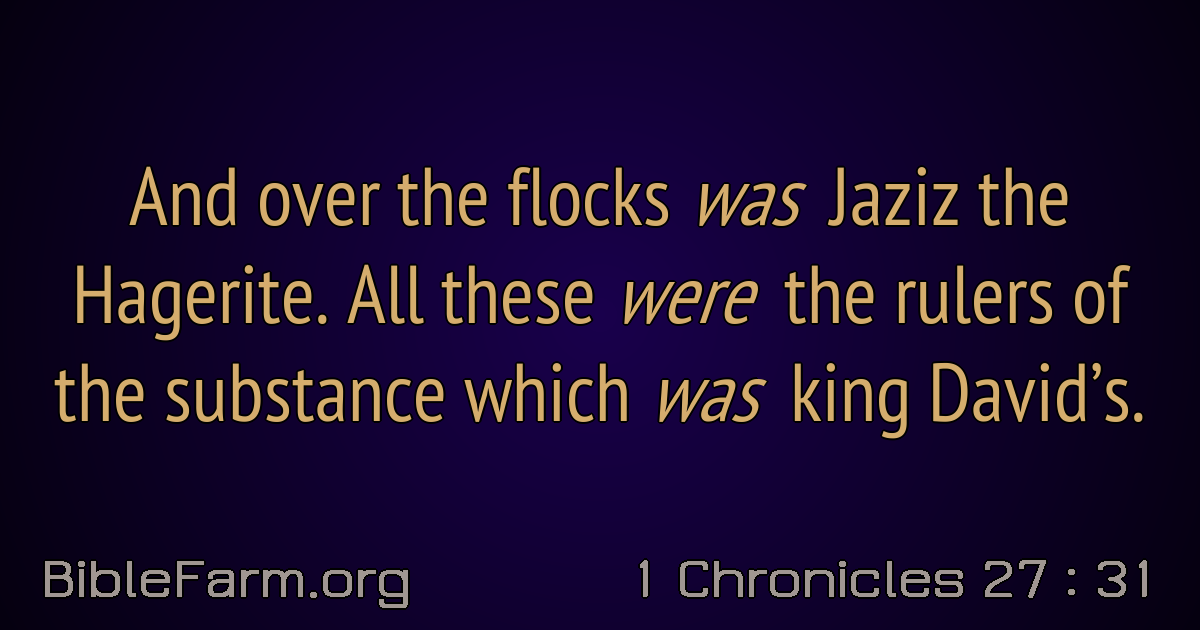 And over the flocks was Jaziz the
Hagerite. All these were the rulers of
the substance which was king David’s.
BibleFarm.org
1 Chronicles 27 : 31